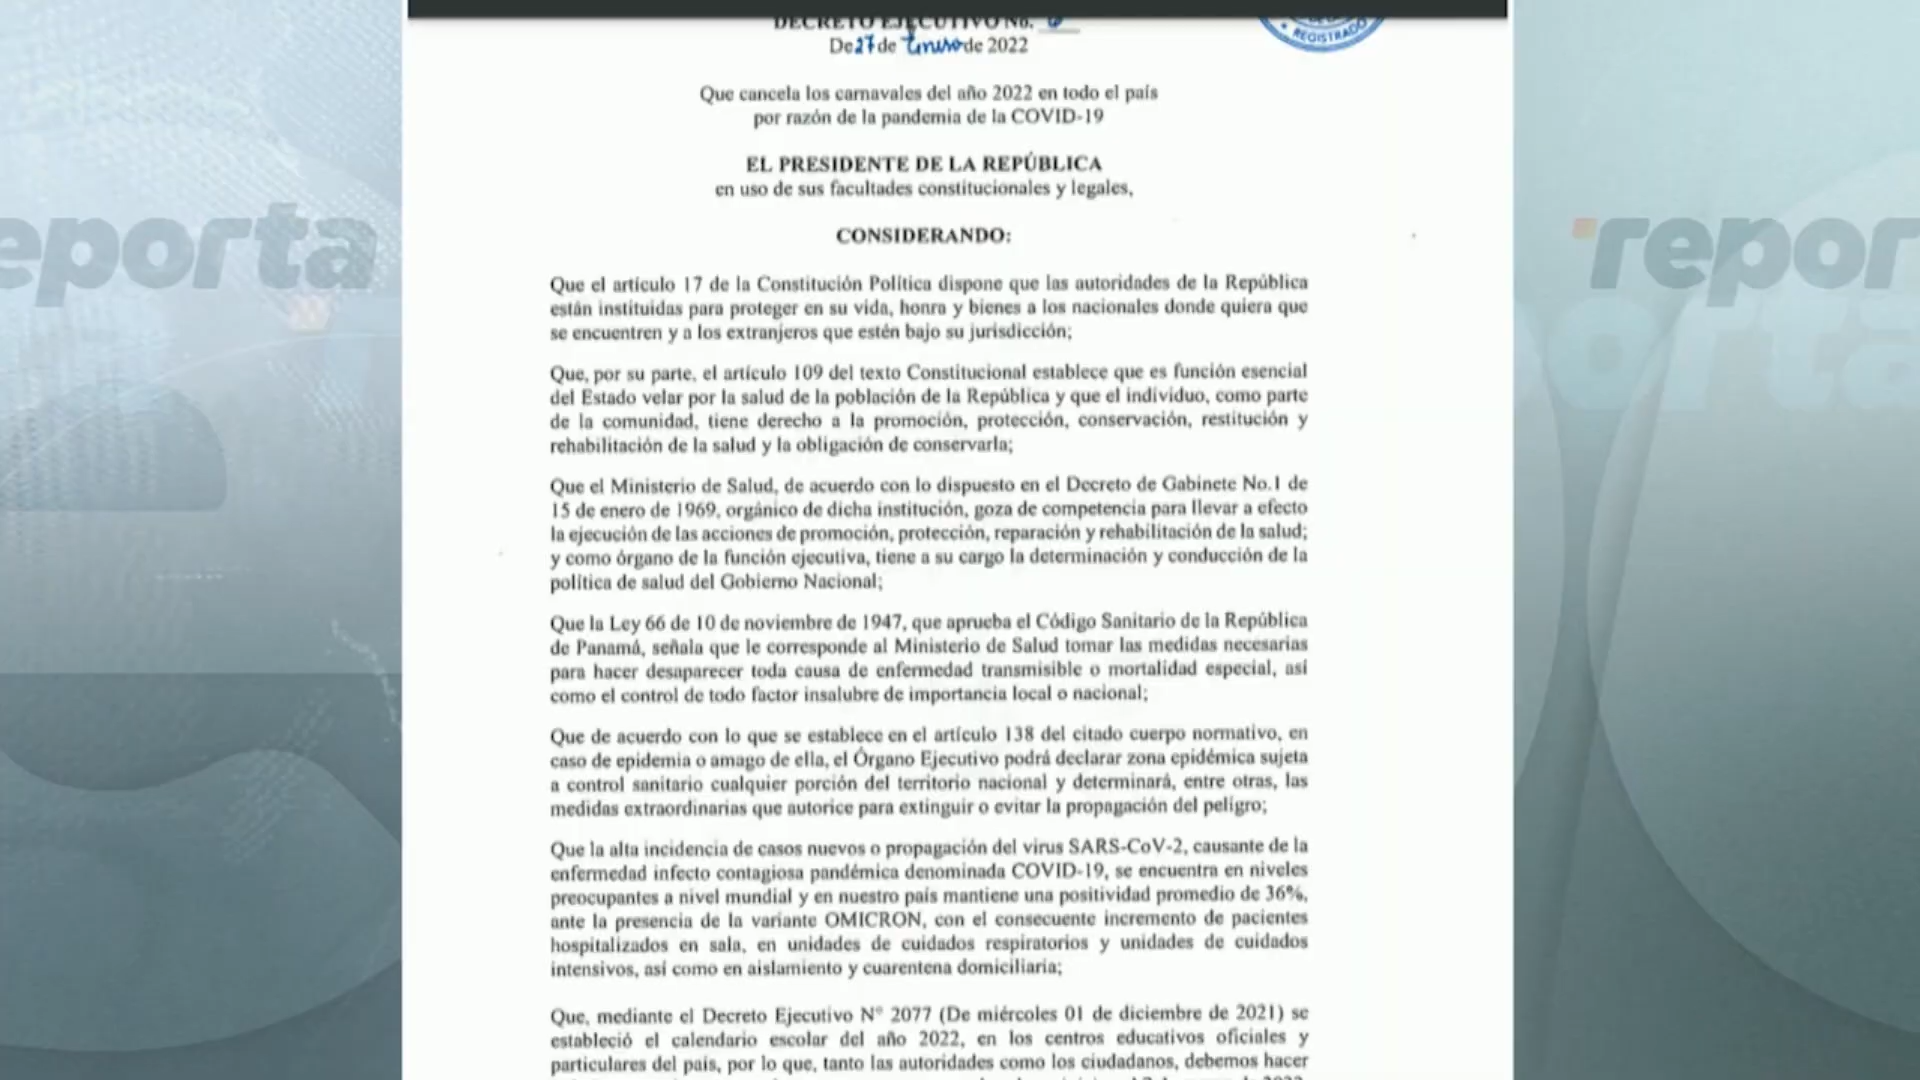 DECRETO EJECUTIVO No. 6
De 27 de Enero de 2022
REGISTRADO
Que cancela los carnavales del año 2022 en todo el país
por razón de la pandemia de la COVID-19
EL PRESIDENTE DE LA REPÚBLICA
en uso de sus facultades constitucionales y legales,
CONSIDERANDO:
eporta
repor
Que el artículo 17 de la Constitución Política dispone que las autoridades de la República
están instituidas para proteger en su vida, honra y bienes a los nacionales donde quiera que
se encuentren y a los extranjeros que estén bajo su jurisdicción;
Que, por su parte, el artículo 109 del texto Constitucional establece que es función esencial
del Estado velar por la salud de la población de la República y que el individuo, como parte
de la comunidad, tiene derecho a la promoción, protección, conservación, restitución y
rehabilitación de la salud y la obligación de conservarla;
Que el Ministerio de Salud, de acuerdo con lo dispuesto en el Decreto de Gabinete No.1 de
15 de enero de 1969, orgánico de dicha institución, goza de competencia para llevar a efecto
la ejecución de las acciones de promoción, protección, reparación y rehabilitación de la salud;
y como órgano de la función ejecutiva, tiene a su cargo la determinación y conducción de la
política de salud del Gobierno Nacional;
Que la Ley 66 de 10 de noviembre de 1947, que aprueba el Código Sanitario de la República
de Panamá, señala que le corresponde al Ministerio de Salud tomar las medidas necesarias
para hacer desaparecer toda causa de enfermedad transmisible o mortalidad especial, así
como el control de todo factor insalubre de importancia local o nacional;
Que de acuerdo con lo que se establece en el artículo 138 del citado cuerpo normativo, en
caso de epidemia o amago de ella, el Órgano Ejecutivo podrá declarar zona epidémica sujeta
a control sanitario cualquier porción del territorio nacional y determinará, entre otras, las
medidas extraordinarias que autorice para extinguir o evitar la propagación del peligro;
Que la alta incidencia de casos nuevos o propagación del virus SARS-CoV-2, causante de la
enfermedad infecto contagiosa pandémica denominada COVID-19, se encuentra en niveles
preocupantes a nivel mundial y en nuestro país mantiene una positividad promedio de 36%,
ante la presencia de la variante OMICRON, con el consecuente incremento de pacientes
hospitalizados en sala, en unidades de cuidados respiratorios y unidades de cuidados
intensivos, así como en aislamiento y cuarentena domiciliaria;
Que, mediante el Decreto Ejecutivo N° 2077 (De miércoles 01 de diciembre de 2021) se
estableció el calendario escolar del año 2022, en los centros educativos oficiales y
particulares del país, por lo que, tanto las autoridades como los ciudadanos, debemos hacer